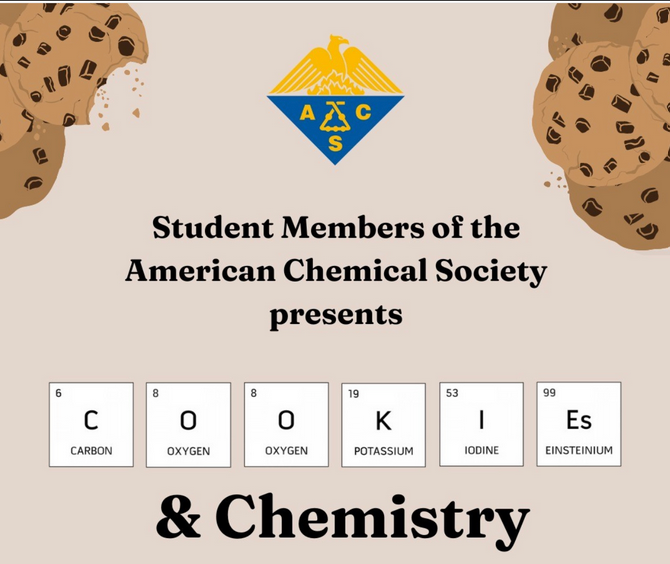 A C
S
Student Members of the
American Chemical Society
presents
6 8 8 19 53 99
C O O K I Es
CARBON OXYGEN OXYGEN POTASSIUM IODINE EINSTEINIUM
& Chemistry